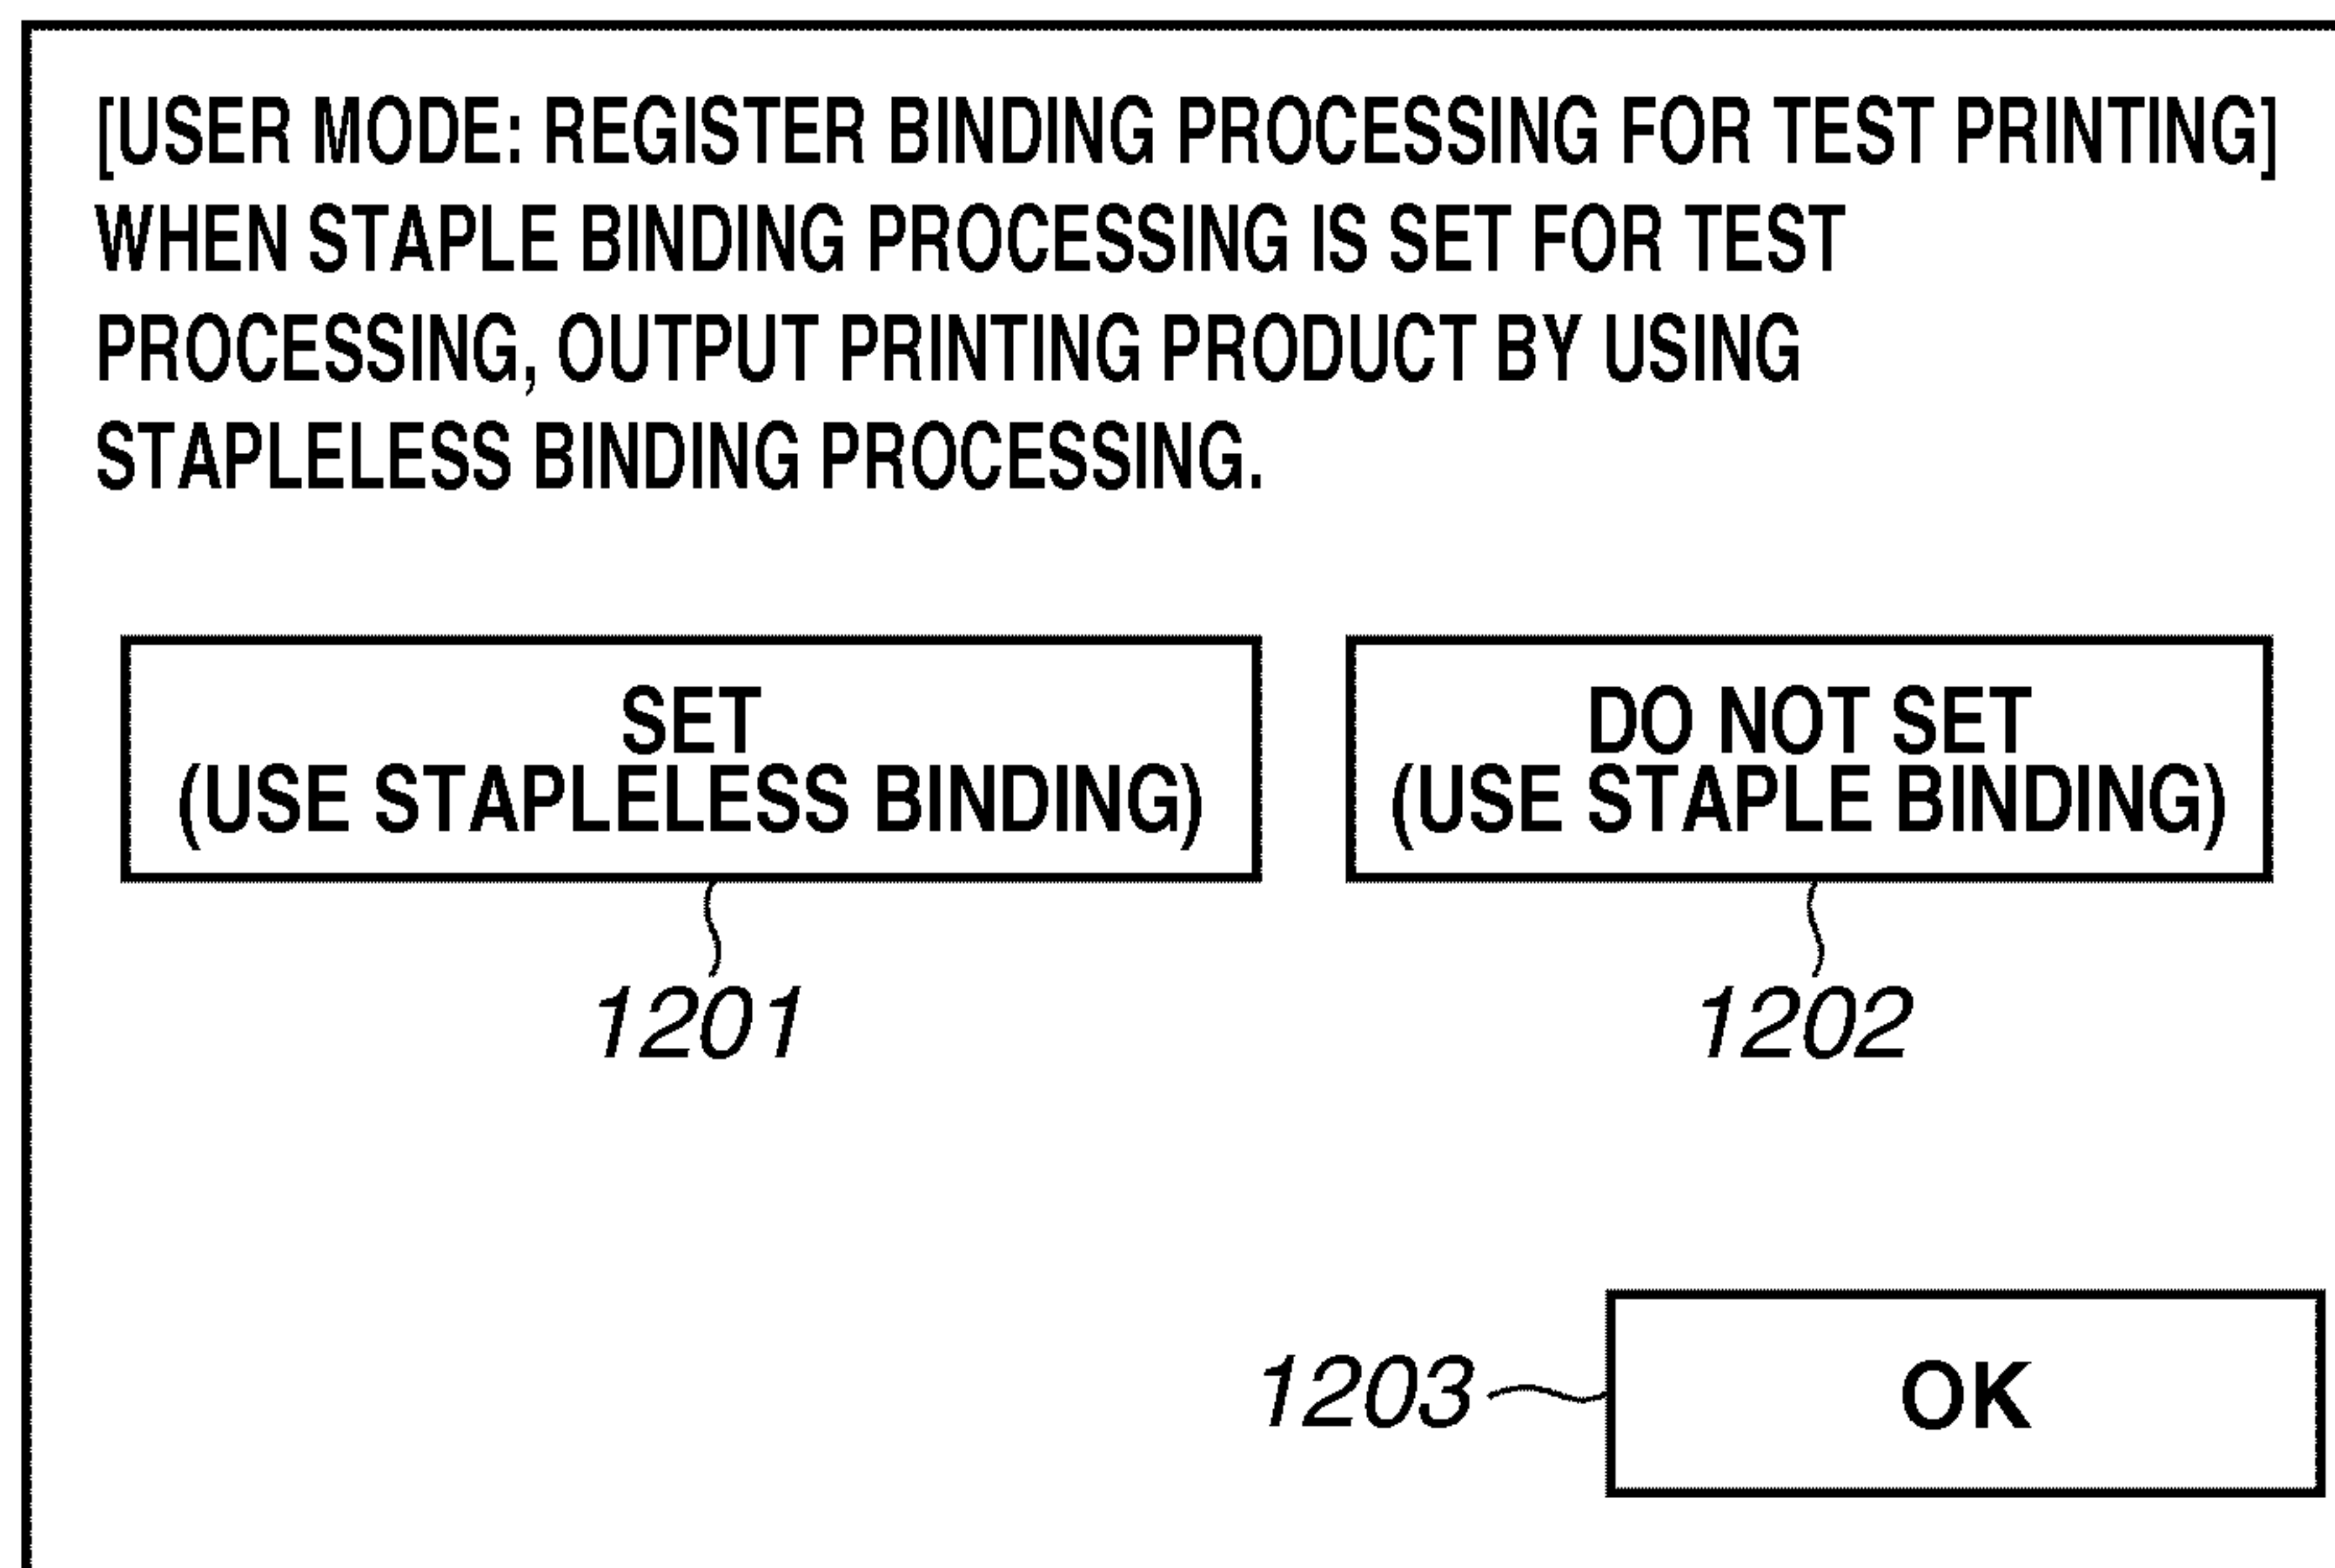 [USER MODE: REGISTER BINDING PROCESSING FOR TEST PRINTING]
WHEN STAPLE BINDING PROCESSING IS SET FOR TEST
PROCESSING, OUTPUT PRINTING PRODUCT BY USING
STAPLELESS BINDING PROCESSING.
SET
(USE STAPLELESS BINDING)
DO NOT SET
(USE STAPLE BINDING)
1201
1202
1203
OK